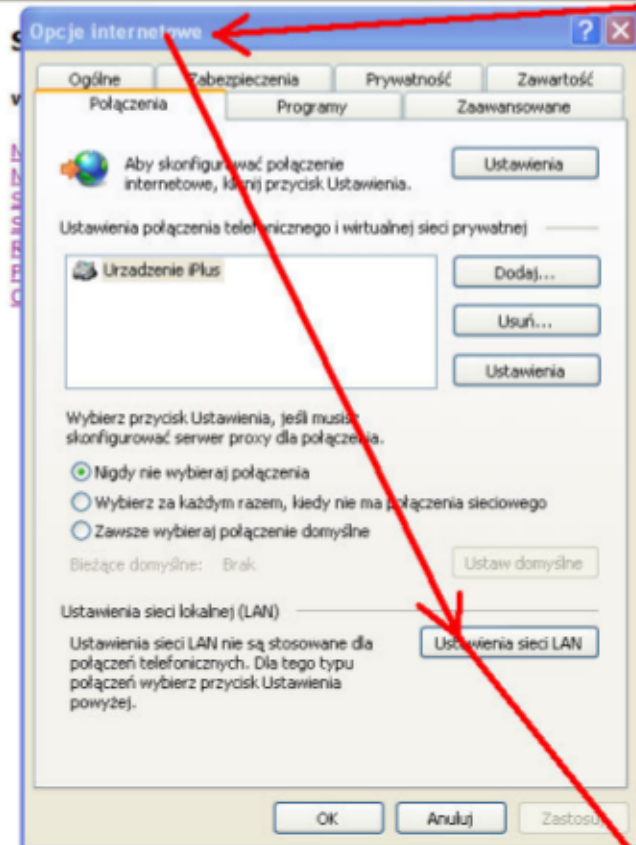 Opcje internetowe
Ogólne Zabezpieczenia Prywatność Zawartość
Połączenia Programy Zaawansowane
Aby skonfigurować połączenie
internetowe, kliknij przycisk Ustawienia.
Ustawienia
Ustawienia połączenia telefonicznego i wirtualnej sieci prywatnej
Urzadzenie iPlus
Dodaj...
Usuń...
Ustawienia
Wybierz przycisk Ustawienia, jeśli musisz
skonfigurować serwer proxy dla połączenia.
Nigdy nie wybieraj połączenia
Wybierz za każdym razem, kiedy nie ma połączenia sieciowego
Zawsze wybieraj połączenie domyślne
Bieżące domyślne: Brak
Ustaw domyślne
Ustawienia sieci lokalnej (LAN)
Ustawienia sieci LAN nie są stosowane dla
połączeń telefonicznych. Dla tego typu
połączeń wybierz przycisk Ustawienia
powyżej.
Ustawienia sieci LAN
OK Anuluj Zastosuj